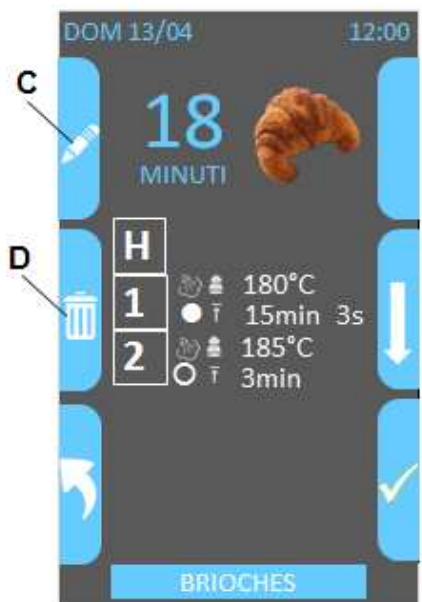 DOM 13/04 12:00
C
18
MINUTI
D
H
1 180°C
15min 3s
2 185°C
3min
BRIOCHES